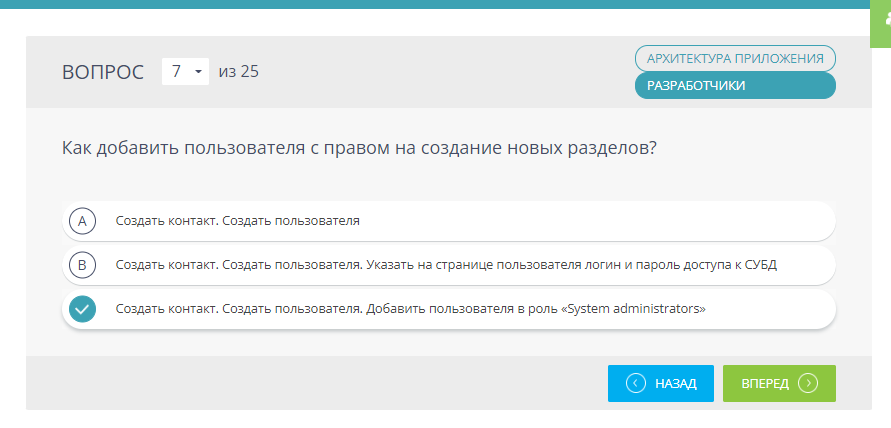 ВОПРОС 7 из 25
АРХИТЕКТУРА ПРИЛОЖЕНИЯ
РАЗРАБОТЧИКИ
Как добавить пользователя с правом на создание новых разделов?
A Создать контакт. Создать пользователя
B Создать контакт. Создать пользователя. Указать на странице пользователя логин и пароль доступа к СУБД
Создать контакт. Создать пользователя. Добавить пользователя в роль «System administrators»
НАЗАД
ВПЕРЕД